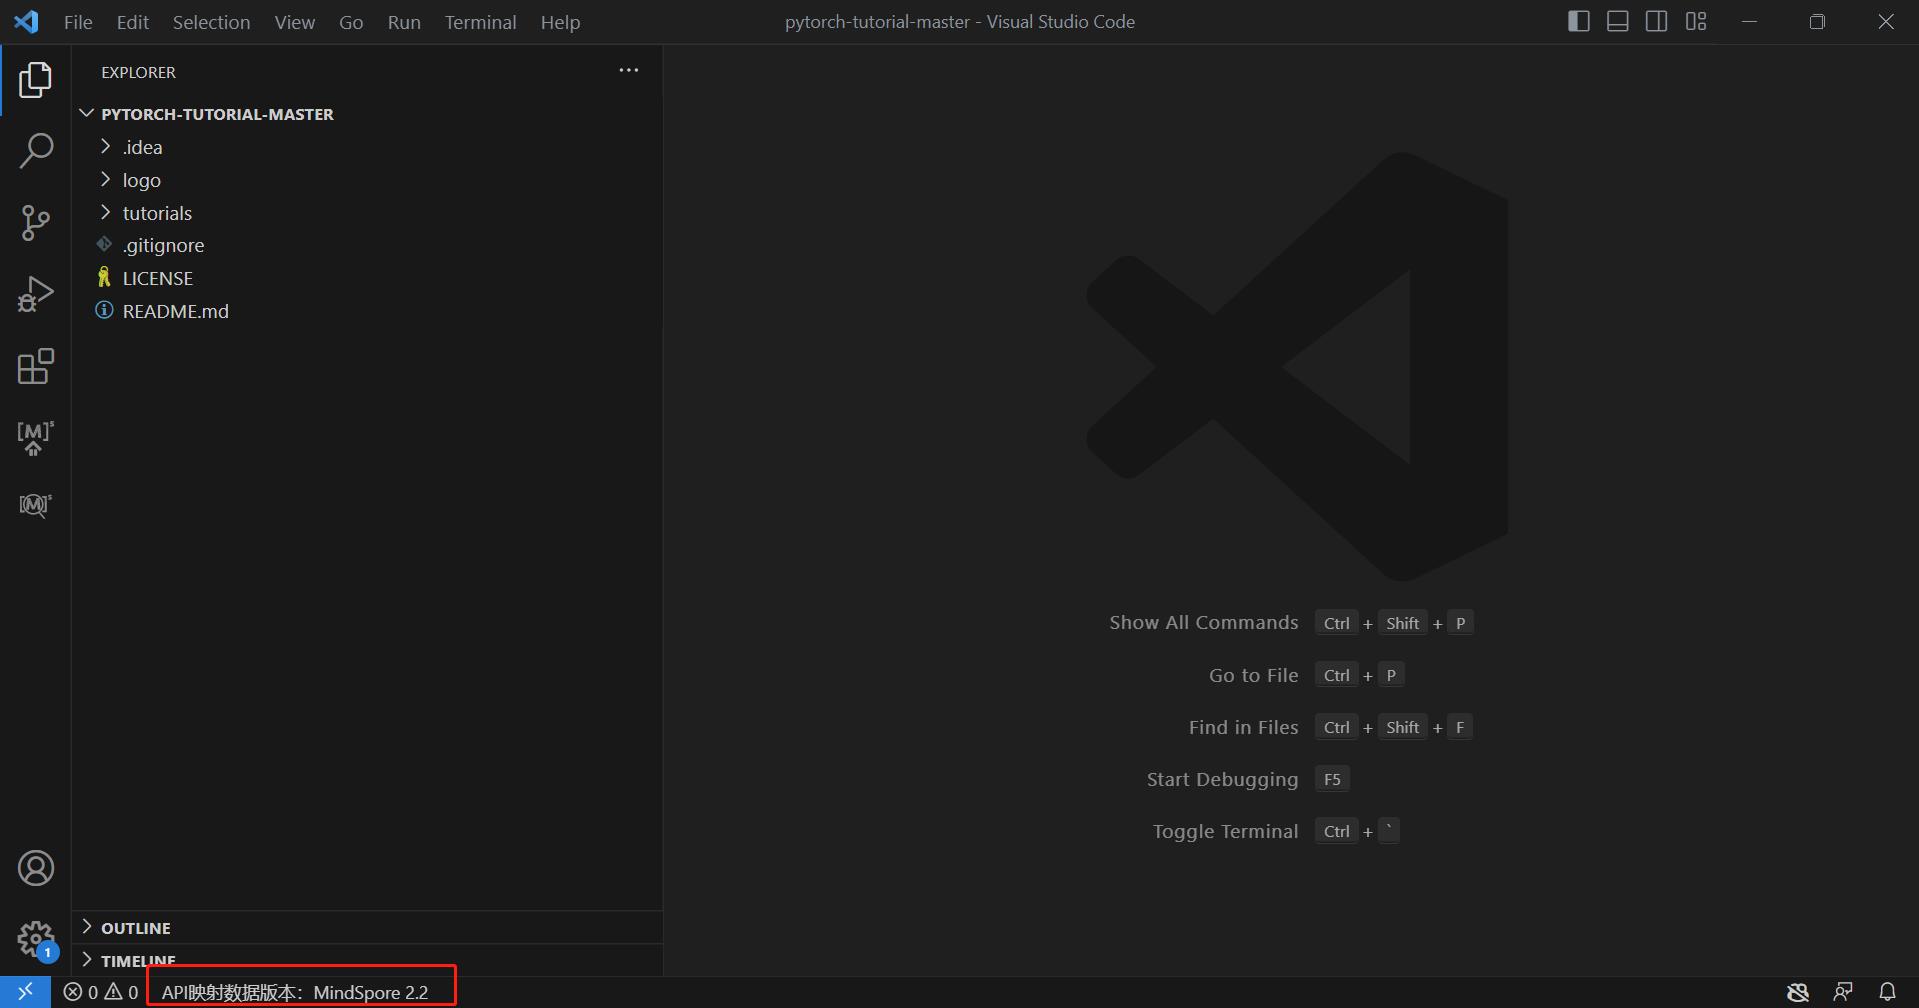 File Edit Selection View Go Run Terminal Help
pytorch-tutorial-master - Visual Studio Code
EXPLORER
PYTORCH-TUTORIAL-MASTER
.idea
logo
tutorials
.gitignore
LICENSE
README.md
[M]s
[M]s
Show All Commands Ctrl + Shift + P
Go to File Ctrl + P
Find in Files Ctrl + Shift + F
Start Debugging F5
Toggle Terminal Ctrl + `
1
OUTLINE
TIMELINE
0 0 API映射数据版本：MindSpore 2.2